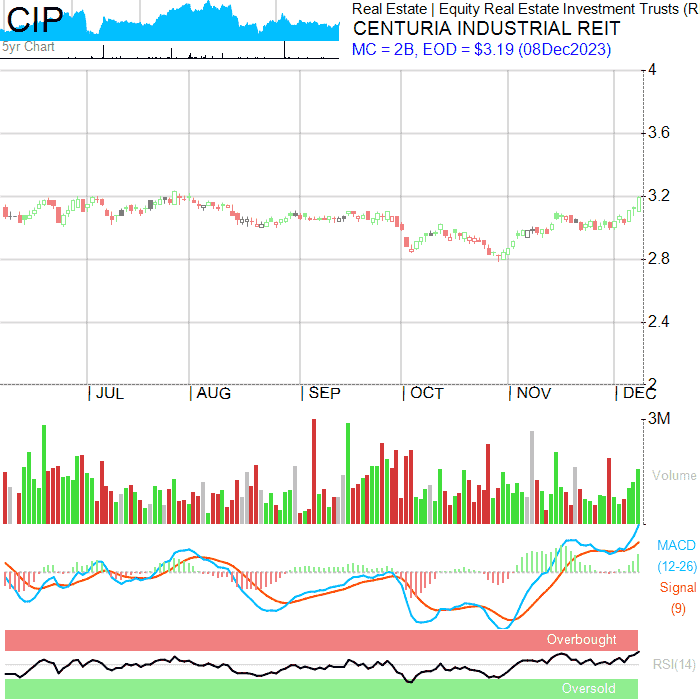 CIP
5yr Chart
Real Estate | Equity Real Estate Investment Trusts (R
CENTURIA INDUSTRIAL REIT
MC = 2B, EOD = $3.19 (08Dec2023)
4
3.6
3.2
2.8
2.4
2
JUL AUG SEP OCT NOV DEC
3M
Volume
MACD
(12-26)
Signal
(9)
Overbought
RSI(14)
Oversold